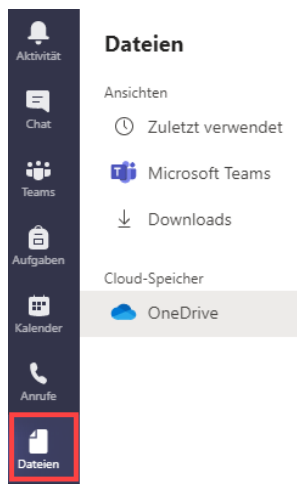 Aktivität
Chat
Teams
Aufgaben
Kalender
Anrufe
Dateien
Dateien
Ansichten
Zuletzt verwendet
Microsoft Teams
Downloads
Cloud-Speicher
OneDrive